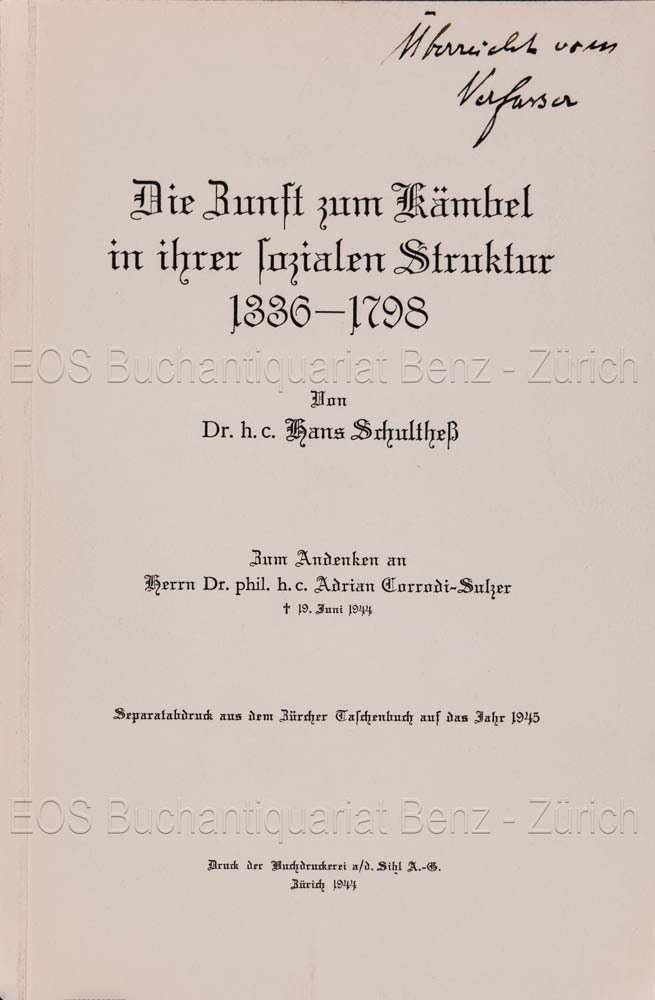 Überreicht vom
Verfasser
Die Zunft zum Kämbel
in ihrer sozialen Struktur
1336–1798
EOS Buchantiquariat Benz - Zürich
Von
Dr. h. c. Hans Schultheß
Zum Andenken an
Herrn Dr. phil. h. c. Adrian Corrodi-Sulzer
† 19. Juni 1944
Separatabdruck aus dem Zürcher Taschenbuch auf das Jahr 1945
EOS Buchantiquariat Benz - Zürich
Druck der Buchdruckerei a/d. Sihl A.-G.
Zürich 1944